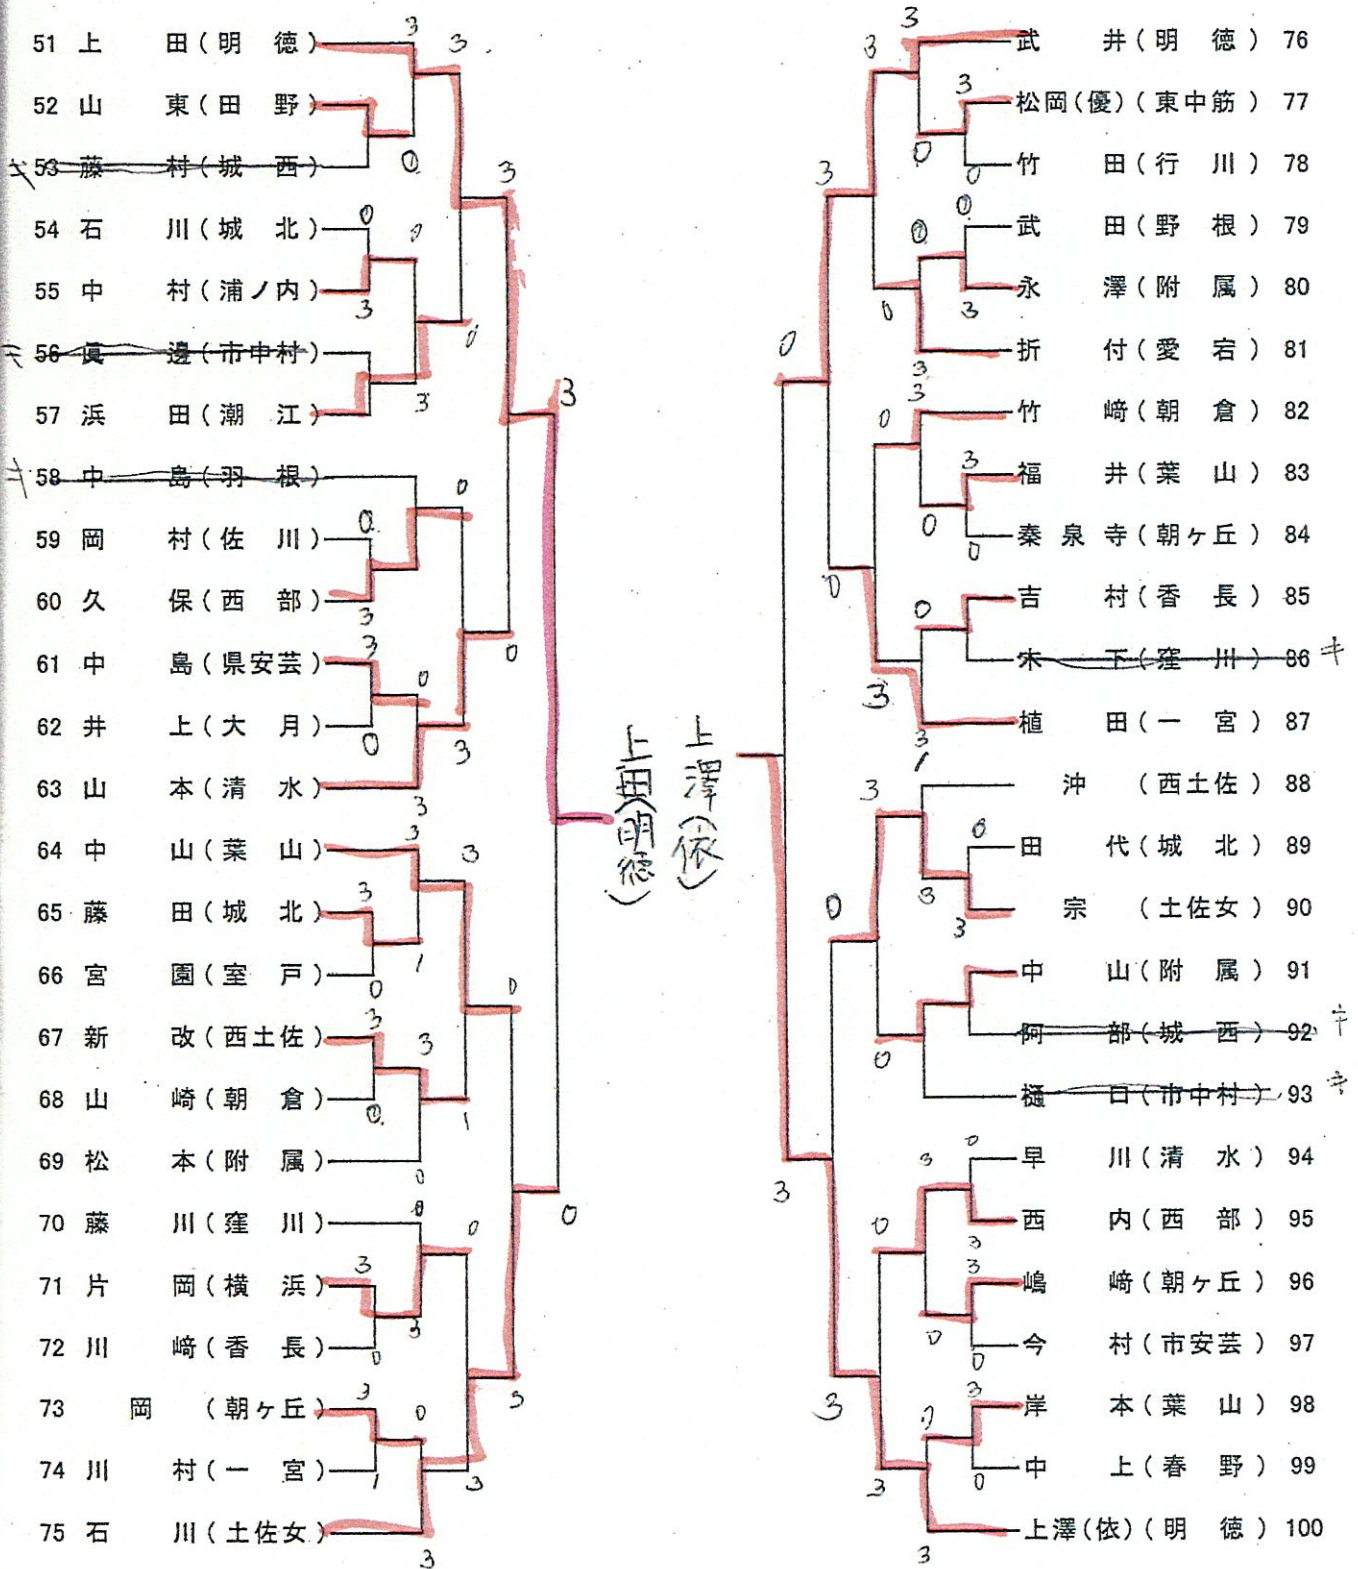 51 上 田 (明 徳)
52 山 東 (田 野)
53 藤 村 (城 西)
54 石 川 (城 北)
55 中 村 (浦ノ内)
56 眞 邊 (市中村)
57 浜 田 (潮 江)
58 中 島 (羽 根)
59 岡 村 (佐 川)
60 久 保 (西 部)
61 中 島 (県安芸)
62 井 上 (大 月)
63 山 本 (清 水)
64 中 山 (葉 山)
65 藤 田 (城 北)
66 宮 園 (室 戸)
67 新 改 (西土佐)
68 山 崎 (朝 倉)
69 松 本 (附 属)
70 藤 川 (窪 川)
71 片 岡 (横 浜)
72 川 﨑 (香 長)
73 岡 (朝ヶ丘)
74 川 村 (一 宮)
75 石 川 (土佐女)
上田(明徳)
上澤(依)
武 井 (明 徳) 76
松岡(優) (東中筋) 77
竹 田 (行 川) 78
武 田 (野 根) 79
永 澤 (附 属) 80
折 付 (愛 宕) 81
竹 﨑 (朝 倉) 82
福 井 (葉 山) 83
秦 泉 寺 (朝ヶ丘) 84
吉 村 (香 長) 85
木 下 (窪 川) 86 キ
植 田 (一 宮) 87
沖 (西土佐) 88
田 代 (城 北) 89
宗 (土佐女) 90
中 山 (附 属) 91
阿 部 (城 西) 92 キ
樋 口 (市中村) 93 キ
早 川 (清 水) 94
西 内 (西 部) 95
嶋 﨑 (朝ヶ丘) 96
今 村 (市安芸) 97
岸 本 (葉 山) 98
中 上 (春 野) 99
上澤(依) (明 徳) 100